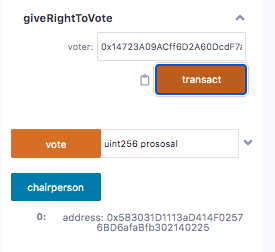 giveRightToVote
voter: 0x14723A09ACff6D2A60DcdF7a
transact
vote uint256 prososal
chairperson
0: address: 0x583031D1113aD414F0257
6BD6afaBfb302140225